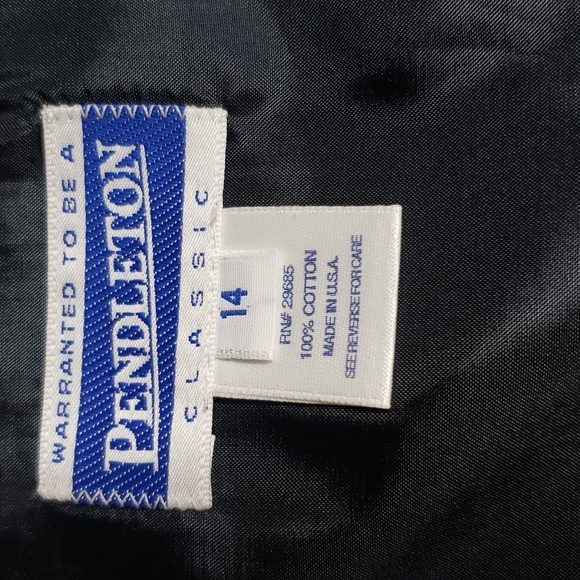 WARRANTED TO BE A
PENDLETON
CLASSIC
14
RN# 29685
100% COTTON
MADE IN U.S.A.
SEE REVERSE FOR CARE